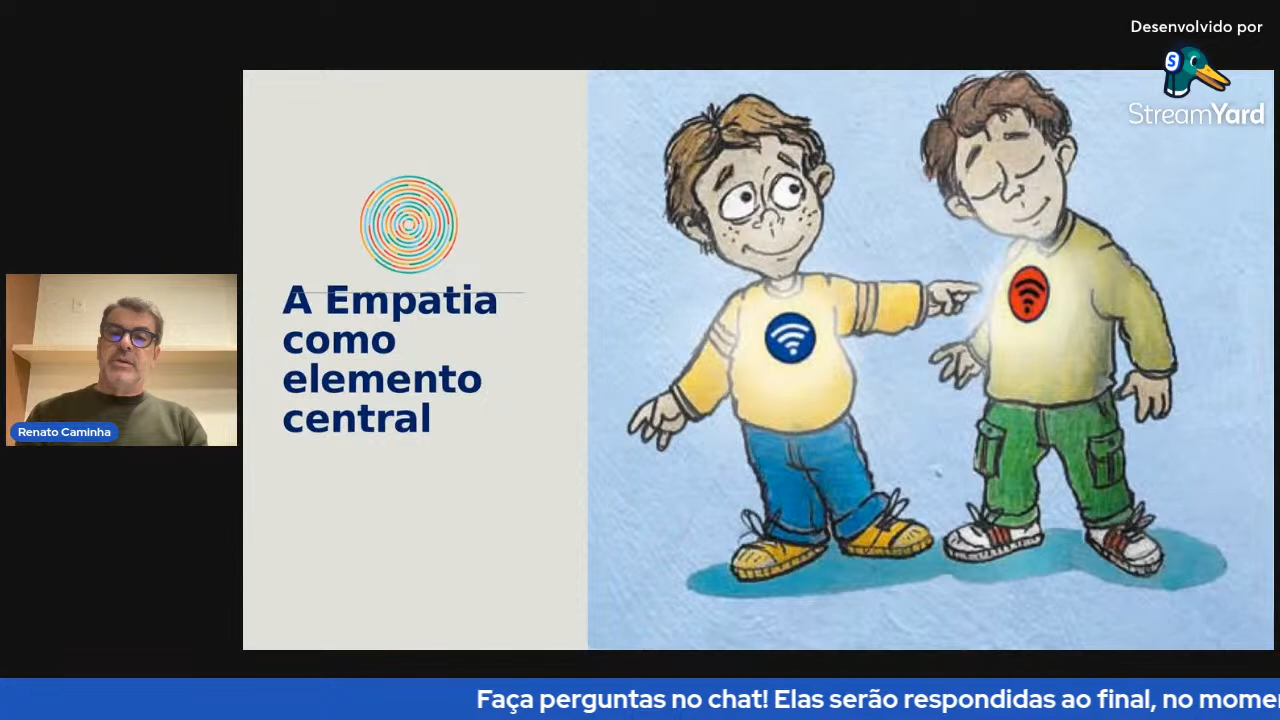 Desenvolvido por
S
StreamYard
A Empatia
como
elemento
central
Renato Caminha
Faça perguntas no chat! Elas serão respondidas ao final, no